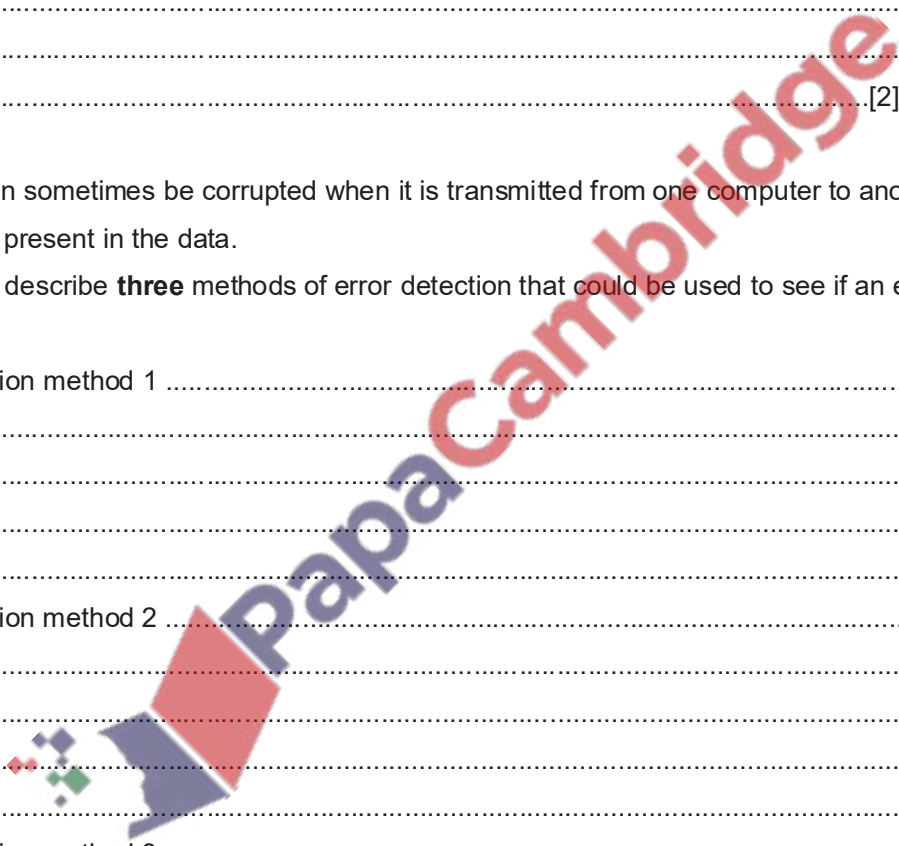 [2]
n sometimes be corrupted when it is transmitted from one computer to ano
present in the data.
describe three methods of error detection that could be used to see if an e
ion method 1
ion method 2
PapaCambridge